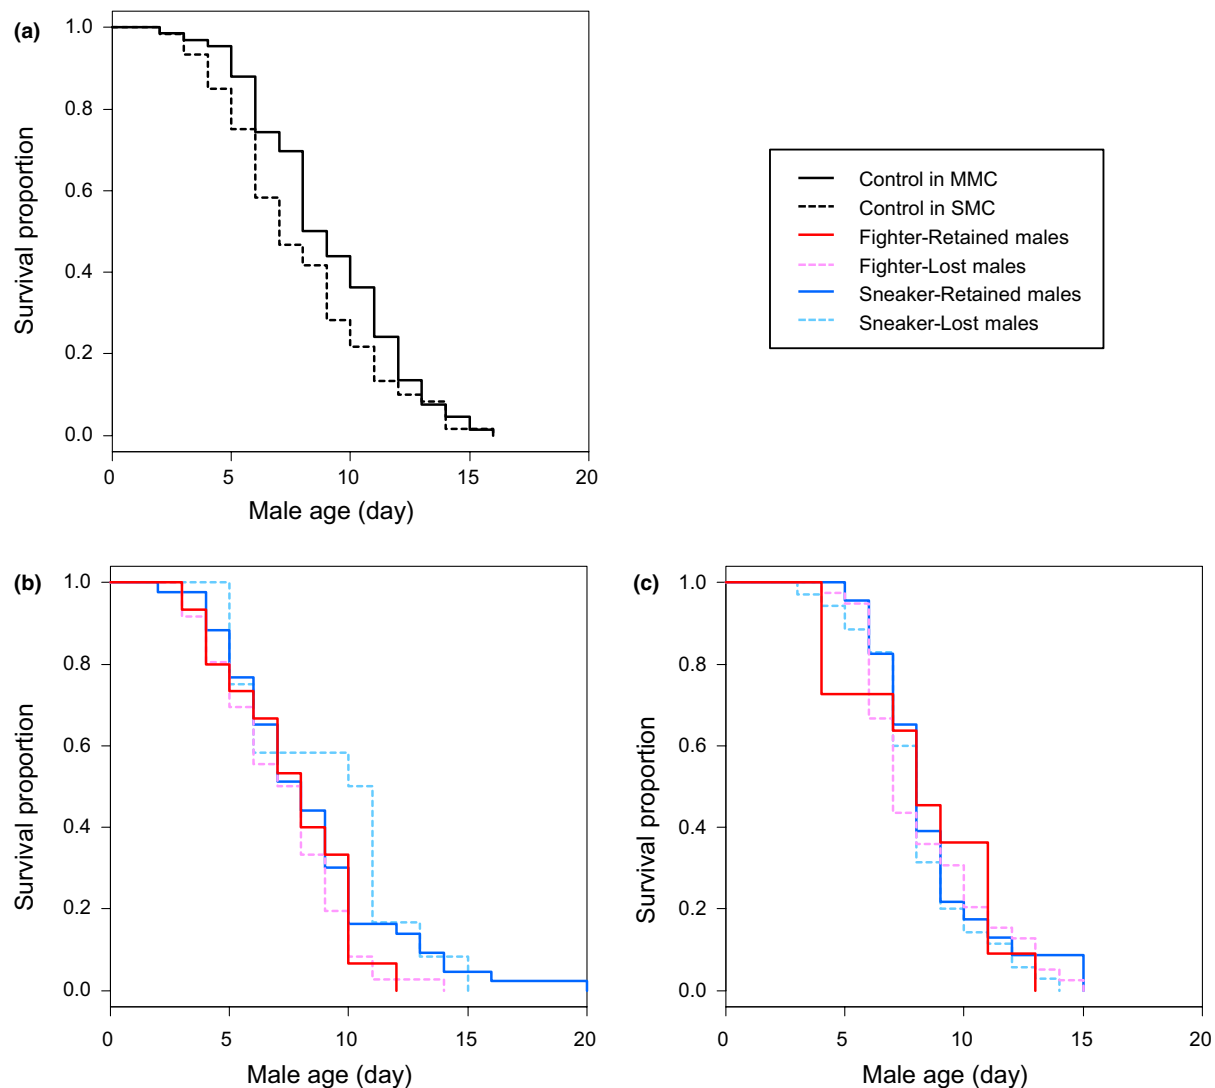 (a)
1.0
0.8
0.6
0.4
0.2
0.0
Survival proportion
0 5 10 15 20
Male age (day)
Control in MMC
Control in SMC
Fighter-Retained males
Fighter-Lost males
Sneaker-Retained males
Sneaker-Lost males
(b)
1.0
0.8
0.6
0.4
0.2
0.0
Survival proportion
0 5 10 15 20
Male age (day)
(c)
1.0
0.8
0.6
0.4
0.2
0.0
Survival proportion
0 5 10 15 20
Male age (day)